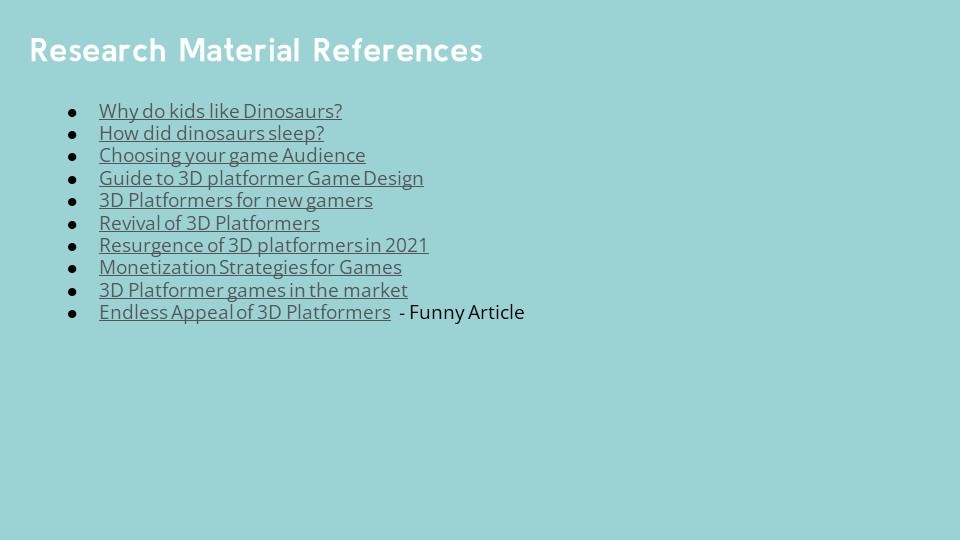 Research Material References
● Why do kids like Dinosaurs?
● How did dinosaurs sleep?
● Choosing your game Audience
● Guide to 3D platformer Game Design
● 3D Platformers for new gamers
● Revival of 3D Platformers
● Resurgence of 3D platformers in 2021
● Monetization Strategies for Games
● 3D Platformer games in the market
● Endless Appeal of 3D Platformers - Funny Article